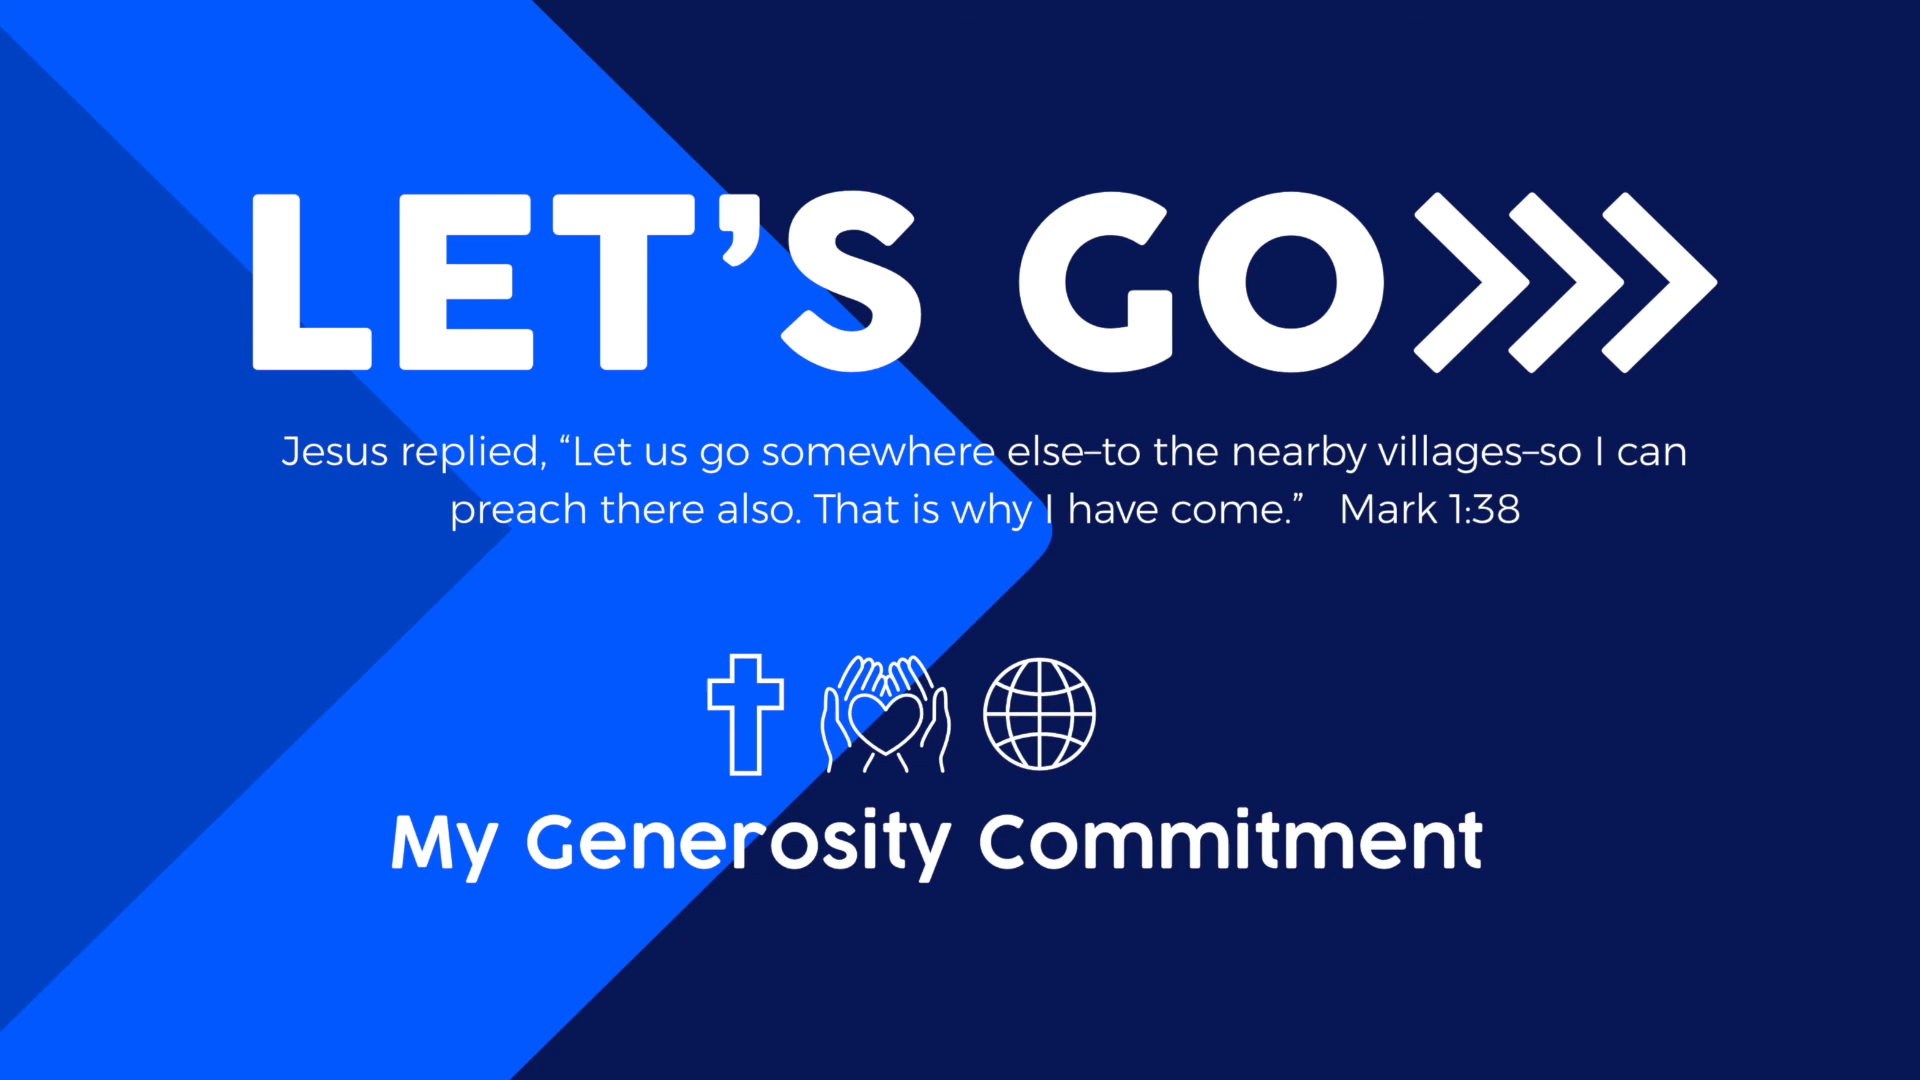 LET’S GO
Jesus replied, “Let us go somewhere else–to the nearby villages–so I can
preach there also. That is why I have come.” Mark 1:38
My Generosity Commitment